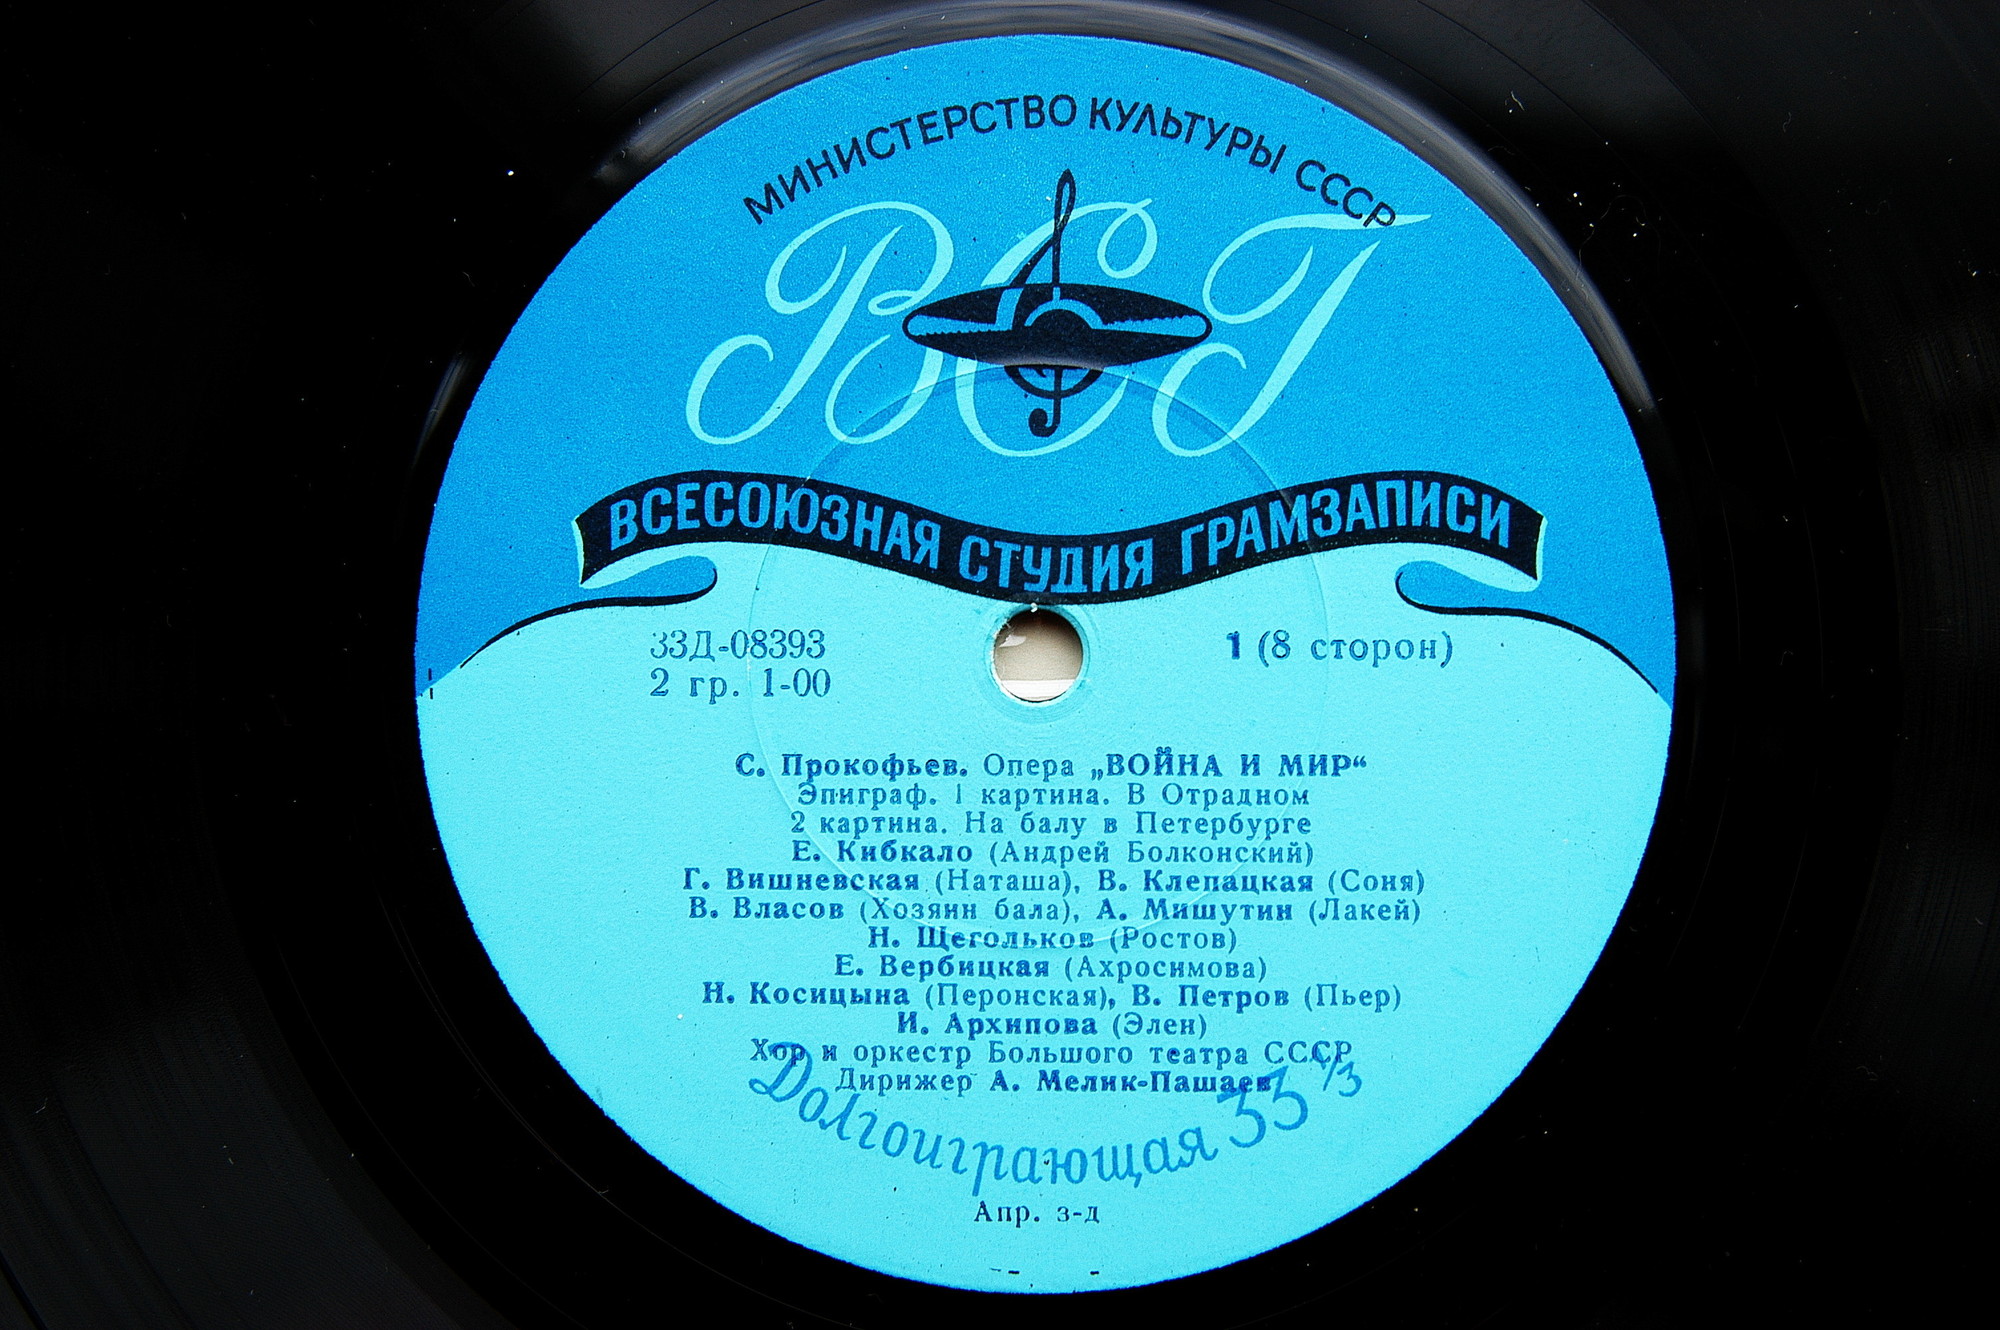 МИНИСТЕРСТВО КУЛЬТУРЫ СССР
ВСГ
ВСЕСОЮЗНАЯ СТУДИЯ ГРАМЗАПИСИ
33Д-08393
1 (8 сторон)
2 гр. 1-00
С. Прокофьев. Опера „ВОЙНА И МИР“
Эпиграф. 1 картина. В Отрадном
2 картина. На балу в Петербурге
Е. Кибкало (Андрей Болконский)
Г. Вишневская (Наташа), В. Клепацкая (Соня)
В. Власов (Хозяин бала), А. Мишутин (Лакей)
Н. Щегольков (Ростов)
Е. Вербицкая (Ахросимова)
Н. Косицына (Перонская), В. Петров (Пьер)
И. Архипова (Элен)
Хор и оркестр Большого театра СССР
Дирижер А. Мелик-Пашаев
Долгоиграющая 33 1/3
Апр. з-д